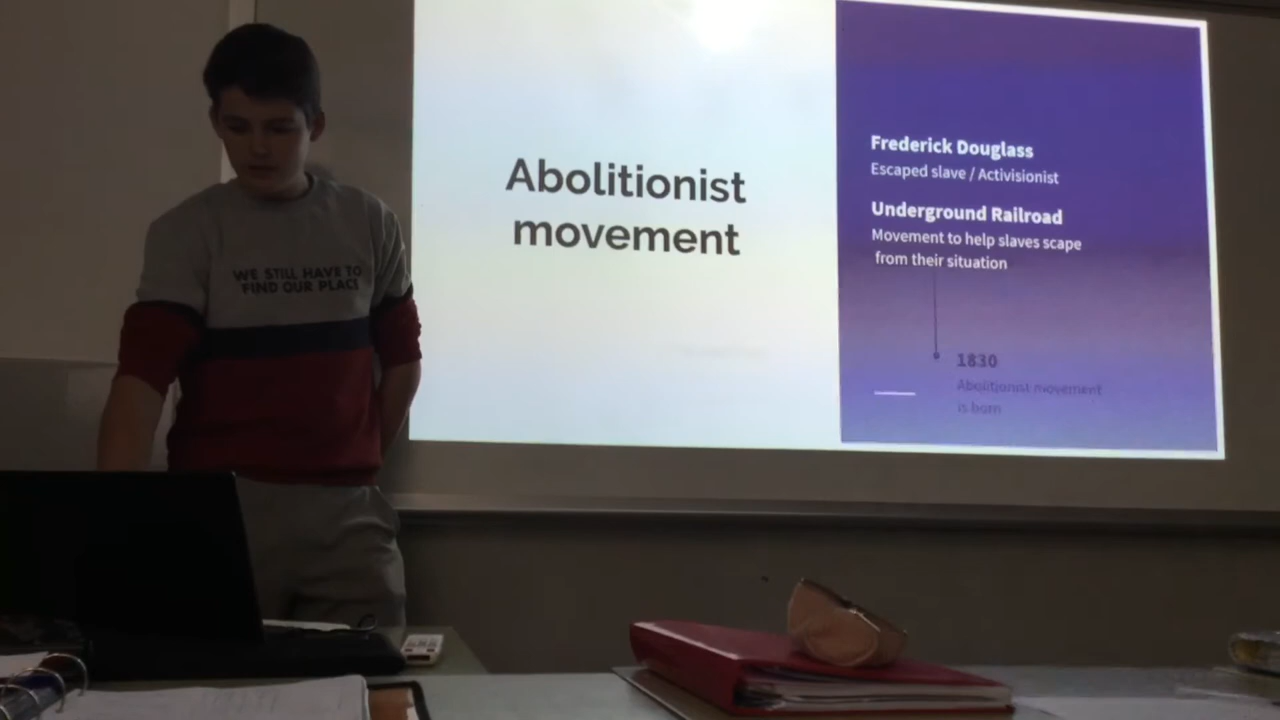 WE STILL HAVE TO
FIND OUR PLACE
Abolitionist
movement
Frederick Douglass
Escaped slave / Activisionist
Underground Railroad
Movement to help slaves scape
from their situation
1830
Abolitionist movement
is born